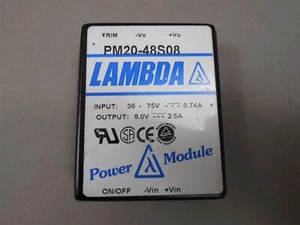 TRIM -Vo +Vo
PM20-48S08
LAMBDA λ
INPUT: 36 - 75V ⎓ 0.74A
OUTPUT: 8.0V ⎓ 2.5A
Power λ Module
ON/OFF -Vin +Vin